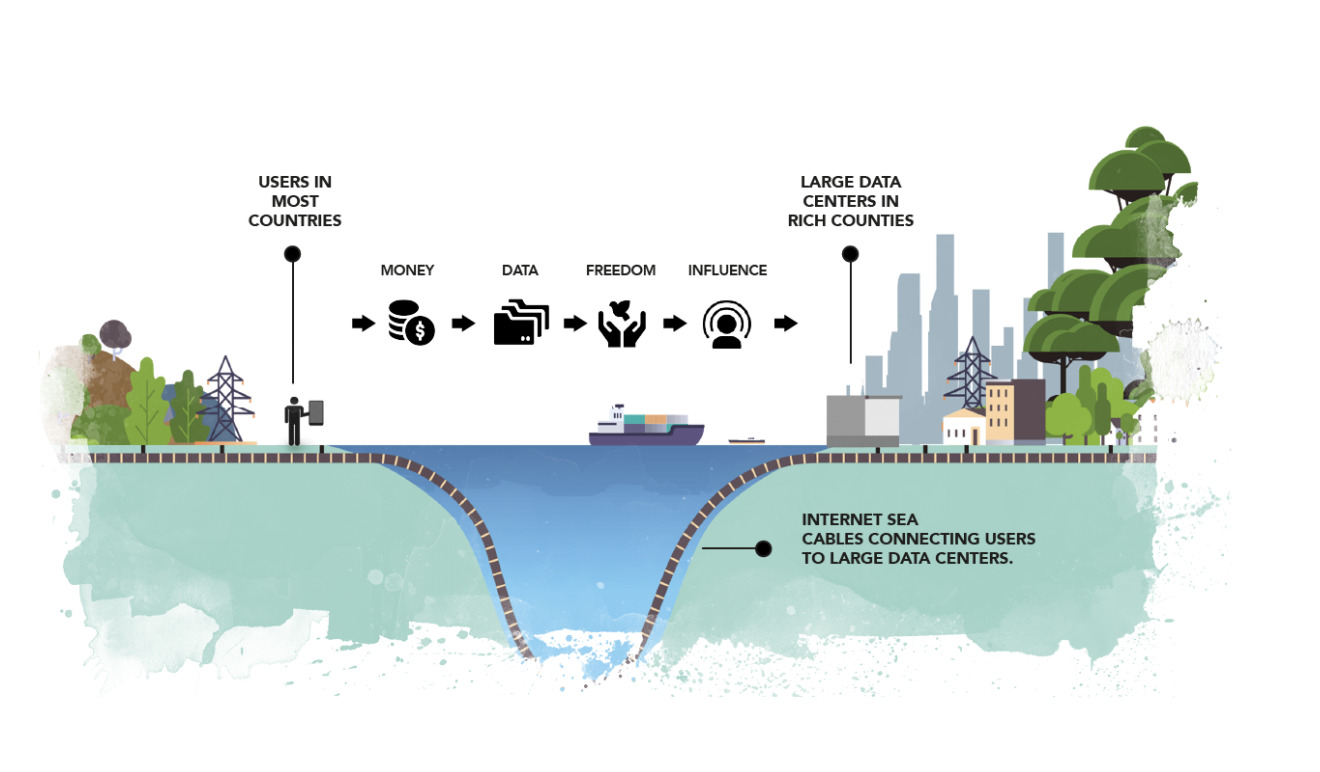 USERS IN
MOST
COUNTRIES
LARGE DATA
CENTERS IN
RICH COUNTIES
MONEY
DATA
FREEDOM
INFLUENCE
$
INTERNET SEA
CABLES CONNECTING USERS
TO LARGE DATA CENTERS.